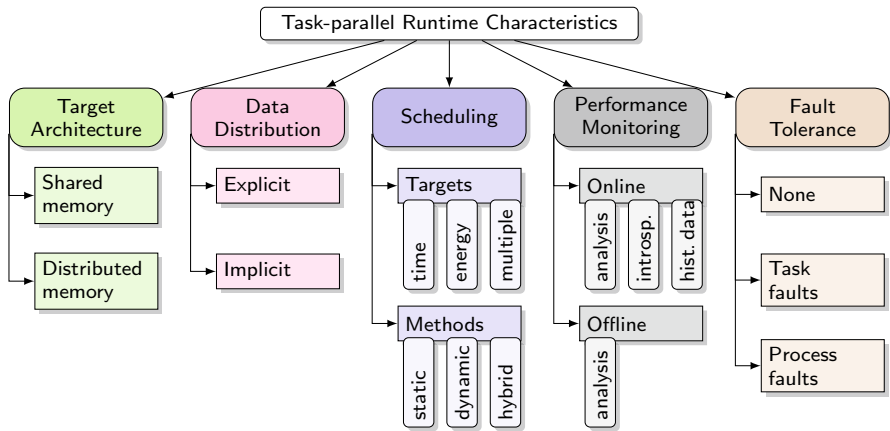 Task-parallel Runtime Characteristics
Target
Architecture
Shared
memory
Distributed
memory
Data
Distribution
Explicit
Implicit
Scheduling
Targets
time
energy
multiple
Methods
static
dynamic
hybrid
Performance
Monitoring
Online
analysis
introsp.
hist. data
Offline
analysis
Fault
Tolerance
None
Task
faults
Process
faults